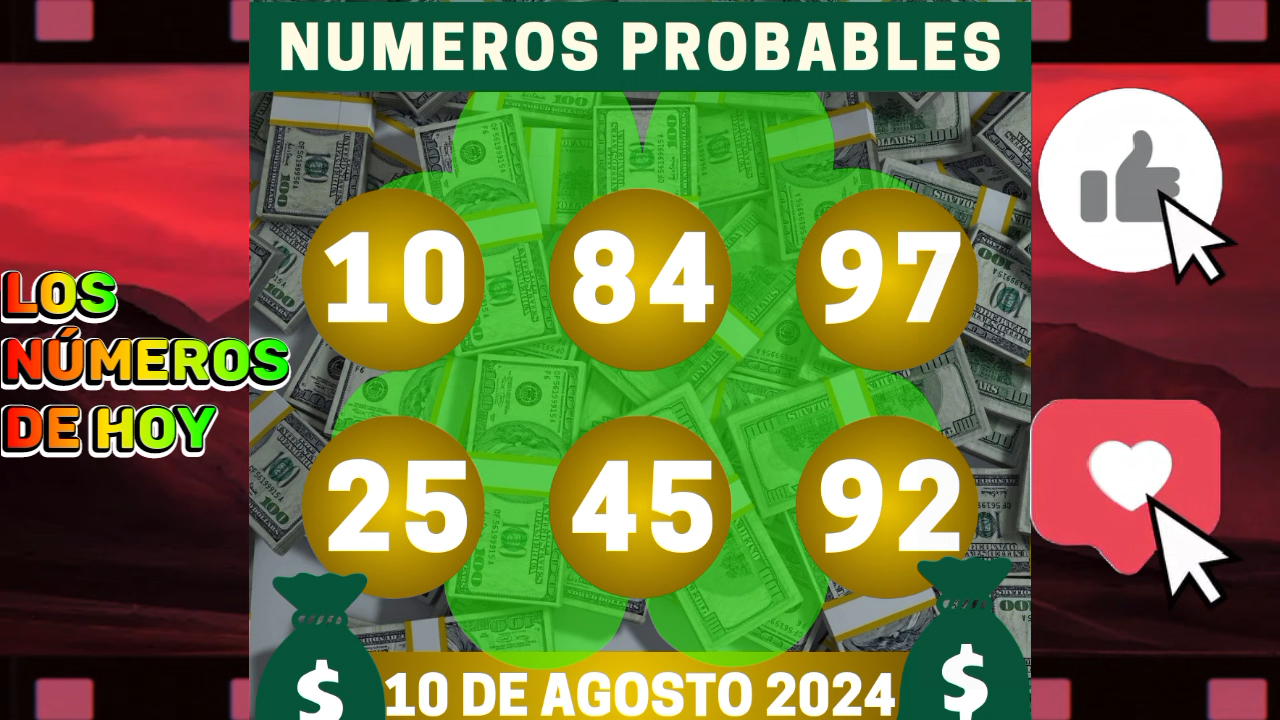 NUMEROS PROBABLES
10 84 97
LOS
NÚMEROS
DE HOY
25 45 92
$ 10 DE AGOSTO 2024 $